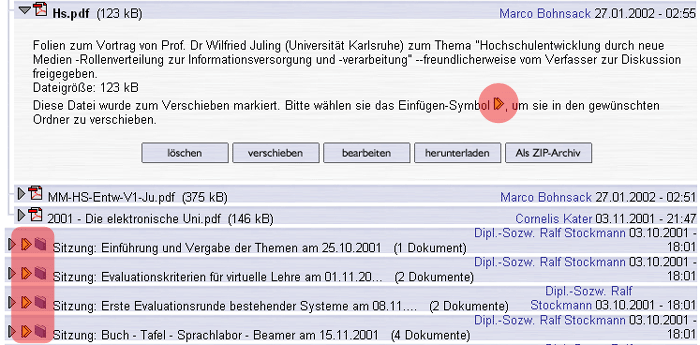 Hs.pdf (123 kB) Marco Bohnsack 27.01.2002 - 02:55
Folien zum Vortrag von Prof. Dr Wilfried Juling (Universität Karlsruhe) zum Thema "Hochschulentwicklung durch neue
Medien -Rollenverteilung zur Informationsversorgung und -verarbeitung" --freundlicherweise vom Verfasser zur Diskussion
freigegeben.
Dateigröße: 123 kB
Diese Datei wurde zum Verschieben markiert. Bitte wählen sie das Einfügen-Symbol , um sie in den gewünschten
Ordner zu verschieben.
löschen verschieben bearbeiten herunterladen Als ZIP-Archiv
MM-HS-Entw-V1-Ju.pdf (375 kB) Marco Bohnsack 27.01.2002 - 02:51
2001 - Die elektronische Uni.pdf (146 kB) Cornelis Kater 03.11.2001 - 21:47
Sitzung: Einführung und Vergabe der Themen am 25.10.2001 (1 Dokumente) Dipl.-Sozw. Ralf Stockmann 03.10.2001 -
18:01
Sitzung: Evaluationskriterien für virtuelle Lehre am 01.11.20... (2 Dokumente) Dipl.-Sozw. Ralf Stockmann 03.10.2001 -
18:01
Sitzung: Erste Evaluationsrunde bestehender Systeme am 08.11.... (2 Dokumente) Dipl.-Sozw. Ralf
Stockmann 03.10.2001 - 18:01
Sitzung: Buch - Tafel - Sprachlabor - Beamer am 15.11.2001 (4 Dokumente) Dipl.-Sozw. Ralf Stockmann 03.10.2001 -
18:01